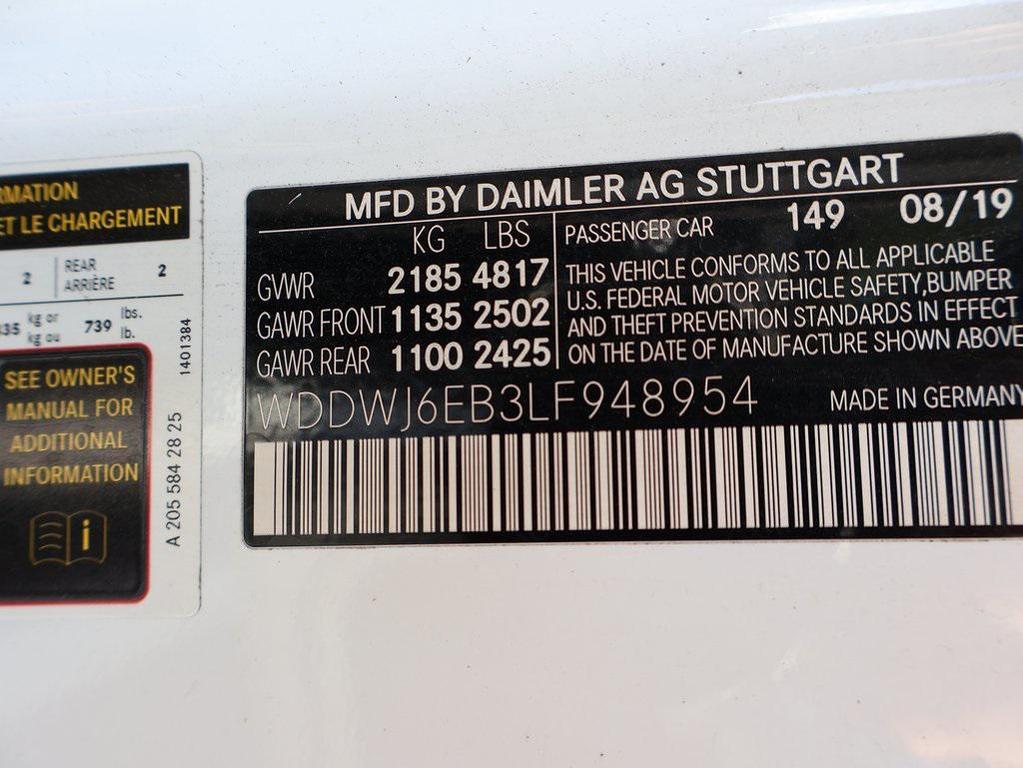 RMATION
ET LE CHARGEMENT
2 REAR 2
ARRIÈRE
335 kg or 739 lbs.
kg ou lb.
SEE OWNER'S
MANUAL FOR
ADDITIONAL
INFORMATION
i
1401384
A 205 584 28 25
MFD BY DAIMLER AG STUTTGART
KG LBS
GVWR 2185 4817
GAWR FRONT 1135 2502
GAWR REAR 1100 2425
PASSENGER CAR 149 08/19
THIS VEHICLE CONFORMS TO ALL APPLICABLE
U.S. FEDERAL MOTOR VEHICLE SAFETY,BUMPER
AND THEFT PREVENTION STANDARDS IN EFFECT
ON THE DATE OF MANUFACTURE SHOWN ABOVE
WDDWJ6EB3LF948954 MADE IN GERMANY